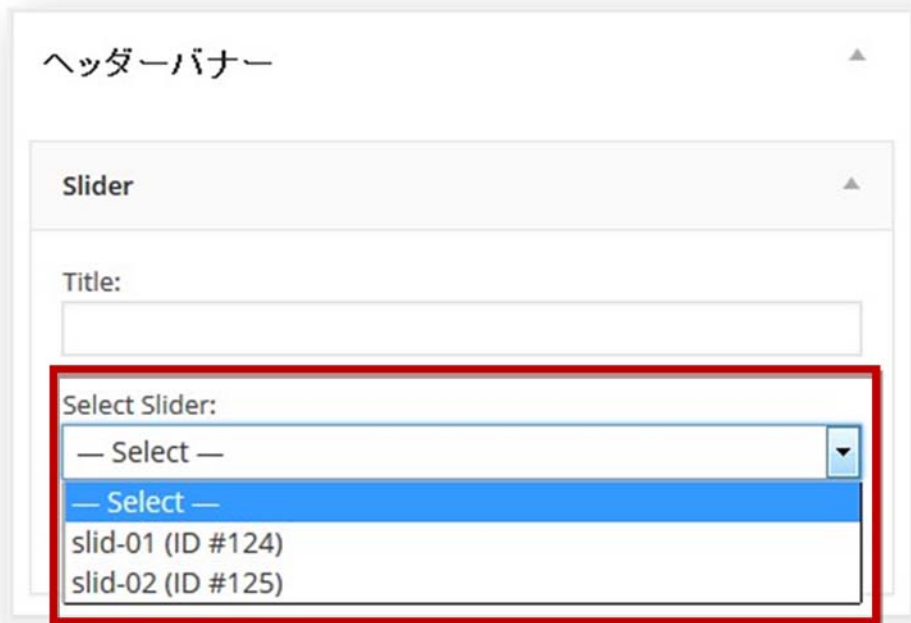 ヘッダーバナー
Slider
Title:
Select Slider:
— Select —
— Select —
slid-01 (ID #124)
slid-02 (ID #125)